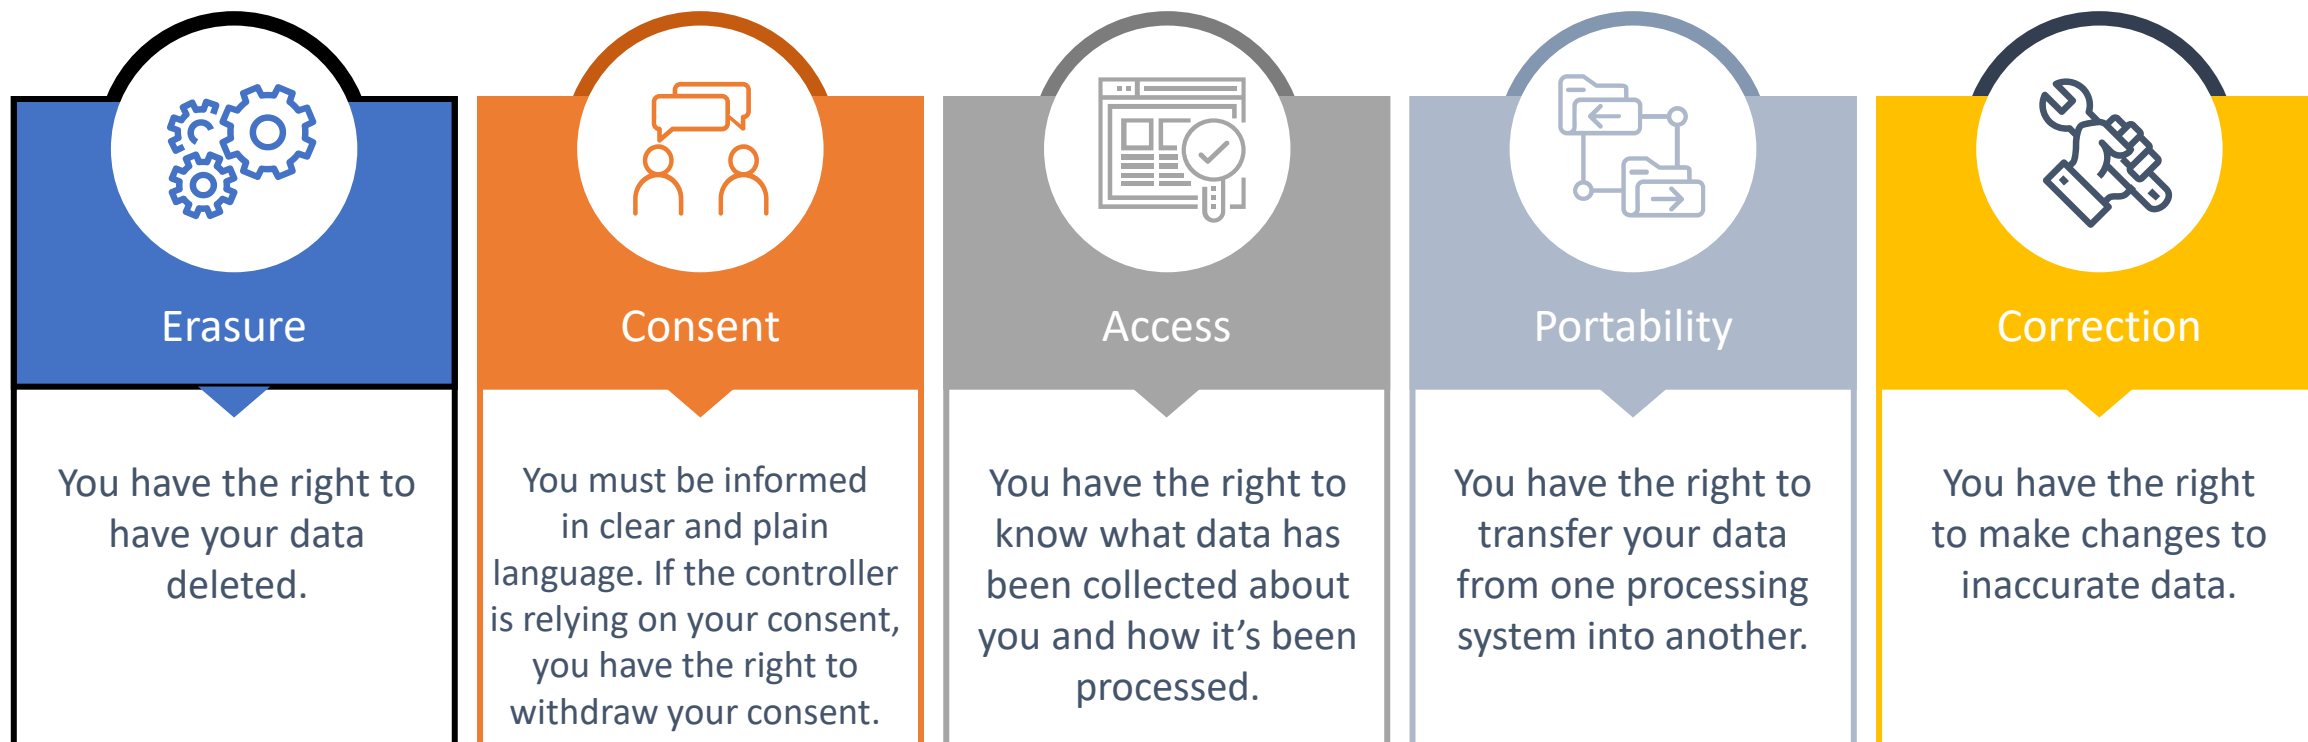 Erasure
You have the right to
have your data
deleted.
Consent
You must be informed
in clear and plain
language. If the controller
is relying on your consent,
you have the right to
withdraw your consent.
Access
You have the right to
know what data has
been collected about
you and how it’s been
processed.
Portability
You have the right to
transfer your data
from one processing
system into another.
Correction
You have the right
to make changes to
inaccurate data.